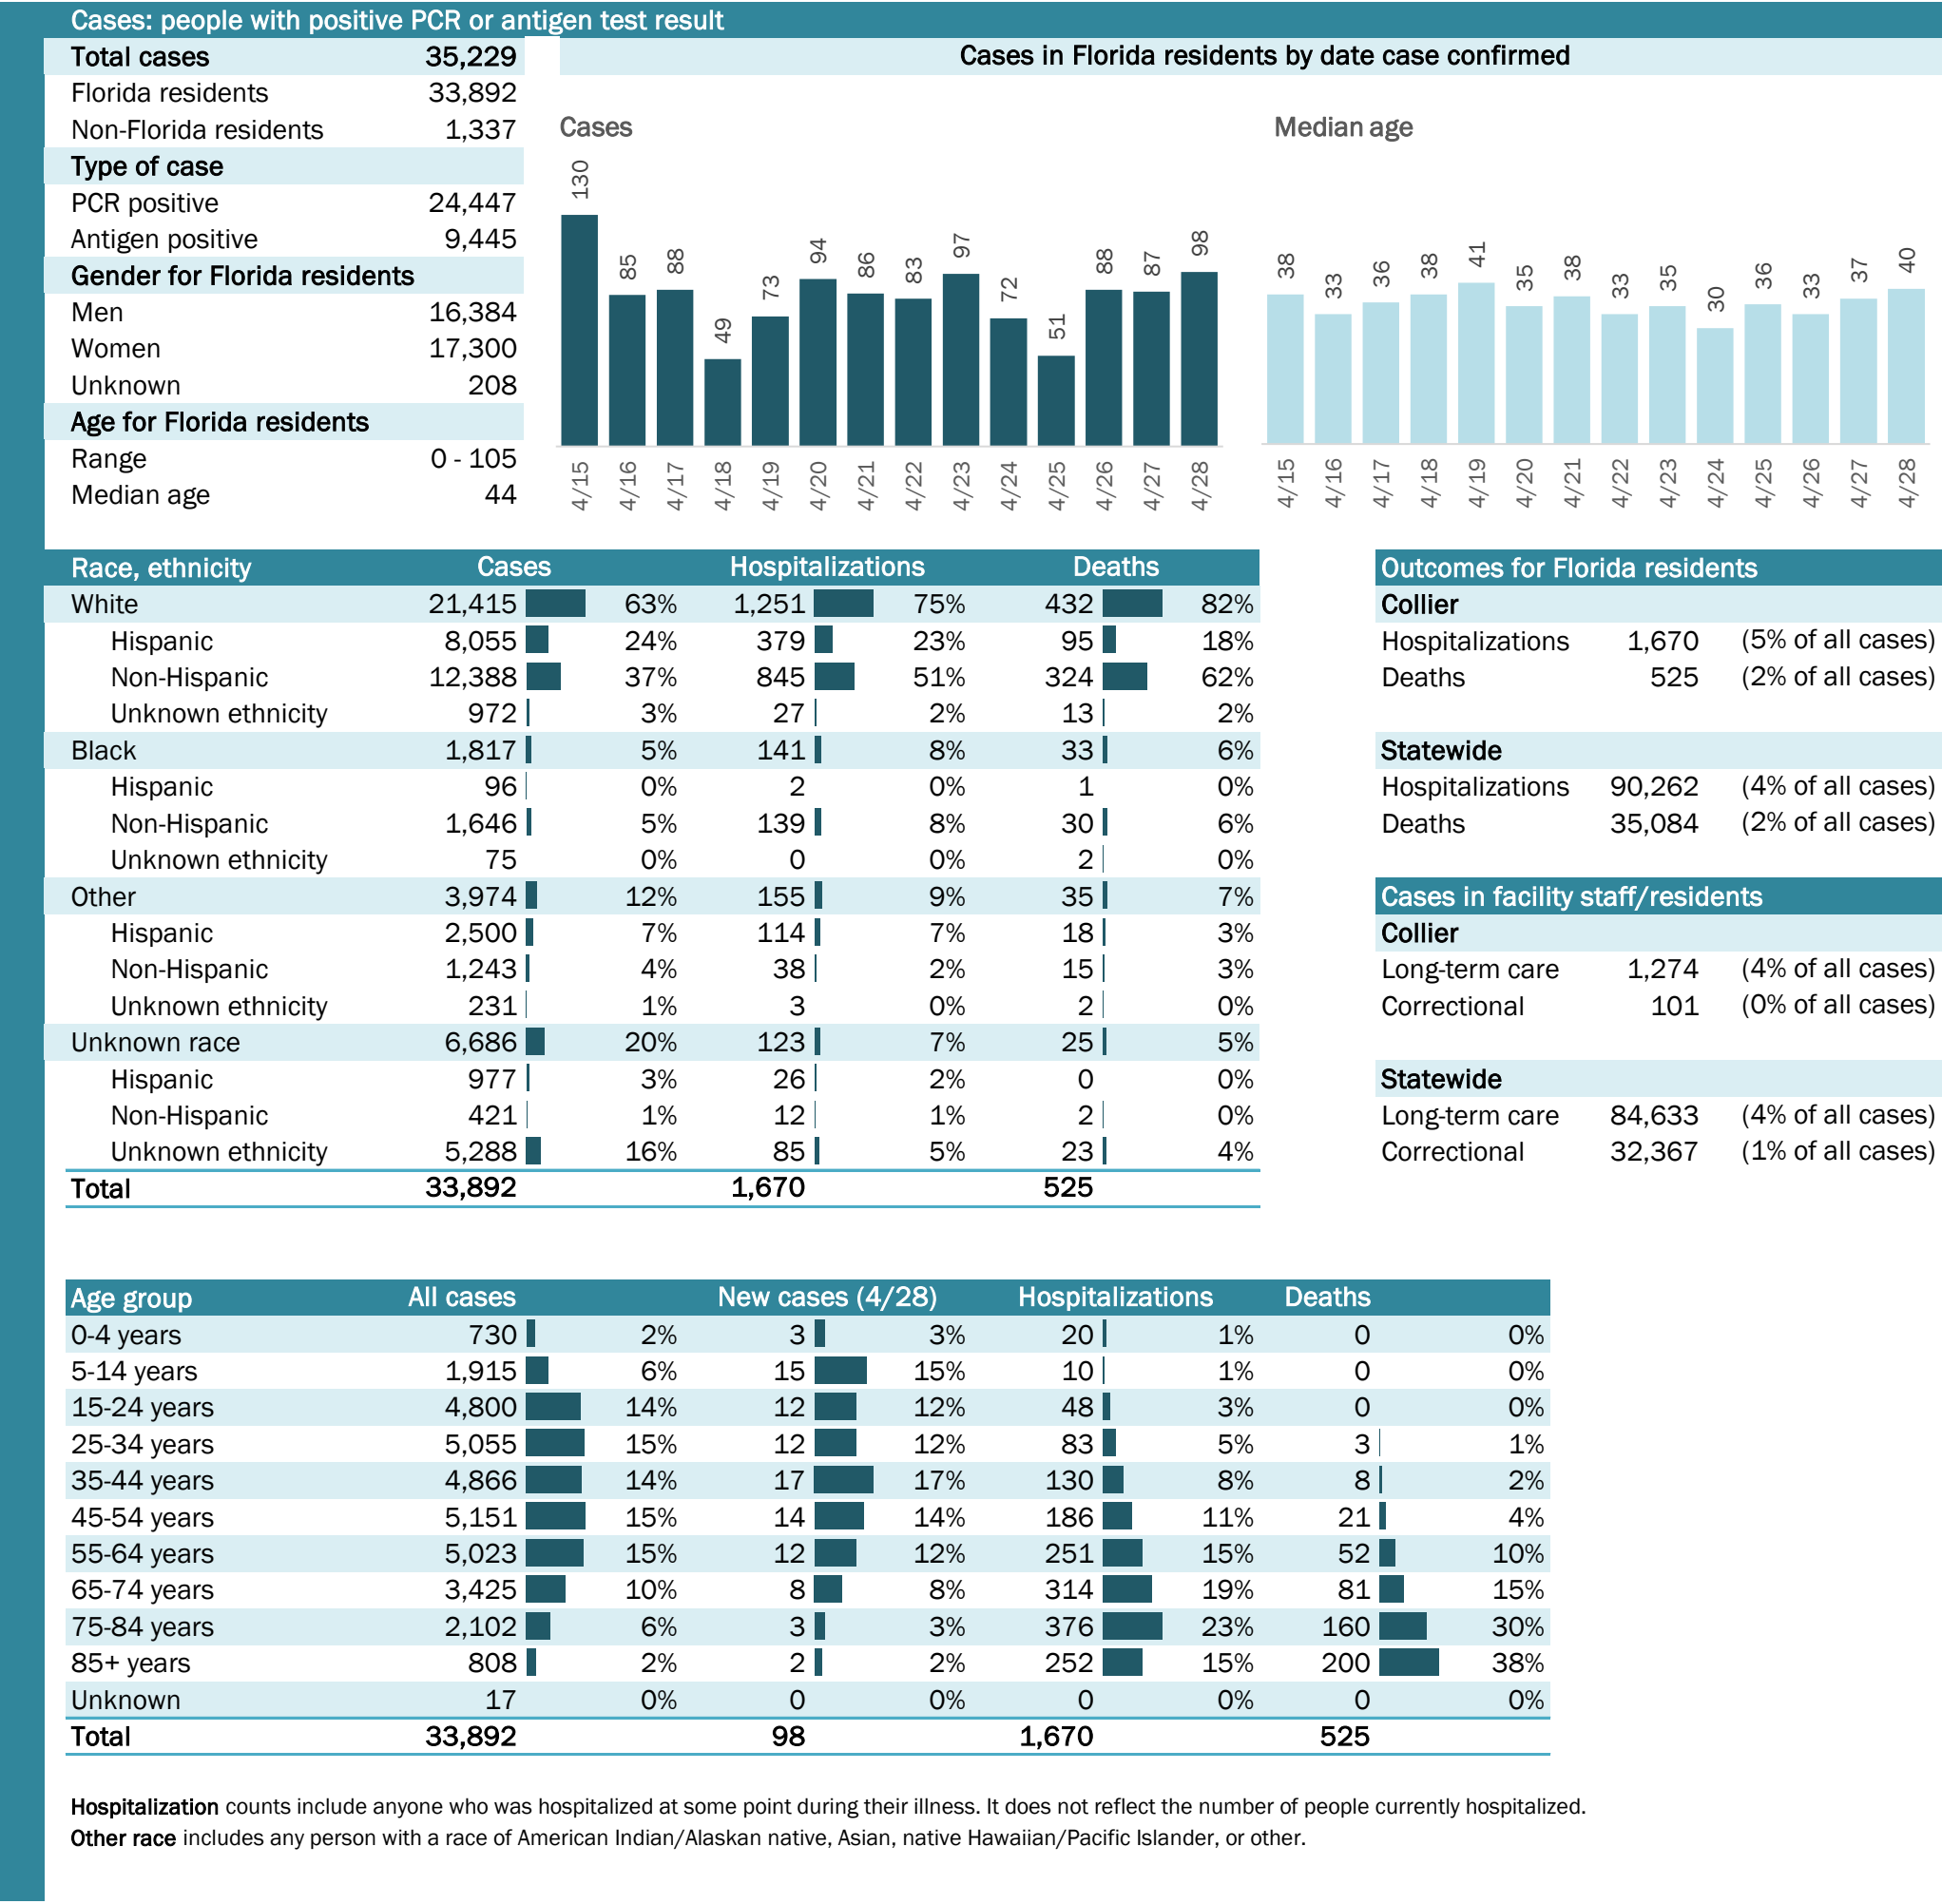 Cases: people with positive PCR or antigen test result
Total cases 35,229
Florida residents 33,892
Non-Florida residents 1,337
Type of case
PCR positive 24,447
Antigen positive 9,445
Gender for Florida residents
Men 16,384
Women 17,300
Unknown 208
Age for Florida residents
Range 0 - 105
Median age 44
Cases in Florida residents by date case confirmed
Cases
130 85 88 49 73 94 86 83 97 72 51 88 87 98
4/15 4/16 4/17 4/18 4/19 4/20 4/21 4/22 4/23 4/24 4/25 4/26 4/27 4/28
Median age
38 33 36 38 41 35 38 33 35 30 36 33 37 40
4/15 4/16 4/17 4/18 4/19 4/20 4/21 4/22 4/23 4/24 4/25 4/26 4/27 4/28
Race, ethnicity Cases Hospitalizations Deaths
White 21,415 63% 1,251 75% 432 82%
Hispanic 8,055 24% 379 23% 95 18%
Non-Hispanic 12,388 37% 845 51% 324 62%
Unknown ethnicity 972 3% 27 2% 13 2%
Black 1,817 5% 141 8% 33 6%
Hispanic 96 0% 2 0% 1 0%
Non-Hispanic 1,646 5% 139 8% 30 6%
Unknown ethnicity 75 0% 0 0% 2 0%
Other 3,974 12% 155 9% 35 7%
Hispanic 2,500 7% 114 7% 18 3%
Non-Hispanic 1,243 4% 38 2% 15 3%
Unknown ethnicity 231 1% 3 0% 2 0%
Unknown race 6,686 20% 123 7% 25 5%
Hispanic 977 3% 26 2% 0 0%
Non-Hispanic 421 1% 12 1% 2 0%
Unknown ethnicity 5,288 16% 85 5% 23 4%
Total 33,892 1,670 525
Outcomes for Florida residents
Collier
Hospitalizations 1,670 (5% of all cases)
Deaths 525 (2% of all cases)
Statewide
Hospitalizations 90,262 (4% of all cases)
Deaths 35,084 (2% of all cases)
Cases in facility staff/residents
Collier
Long-term care 1,274 (4% of all cases)
Correctional 101 (0% of all cases)
Statewide
Long-term care 84,633 (4% of all cases)
Correctional 32,367 (1% of all cases)
Age group All cases New cases (4/28) Hospitalizations Deaths
0-4 years 730 2% 3 3% 20 1% 0 0%
5-14 years 1,915 6% 15 15% 10 1% 0 0%
15-24 years 4,800 14% 12 12% 48 3% 0 0%
25-34 years 5,055 15% 12 12% 83 5% 3 1%
35-44 years 4,866 14% 17 17% 130 8% 8 2%
45-54 years 5,151 15% 14 14% 186 11% 21 4%
55-64 years 5,023 15% 12 12% 251 15% 52 10%
65-74 years 3,425 10% 8 8% 314 19% 81 15%
75-84 years 2,102 6% 3 3% 376 23% 160 30%
85+ years 808 2% 2 2% 252 15% 200 38%
Unknown 17 0% 0 0% 0 0% 0 0%
Total 33,892 98 1,670 525
Hospitalization counts include anyone who was hospitalized at some point during their illness. It does not reflect the number of people currently hospitalized.
Other race includes any person with a race of American Indian/Alaskan native, Asian, native Hawaiian/Pacific Islander, or other.